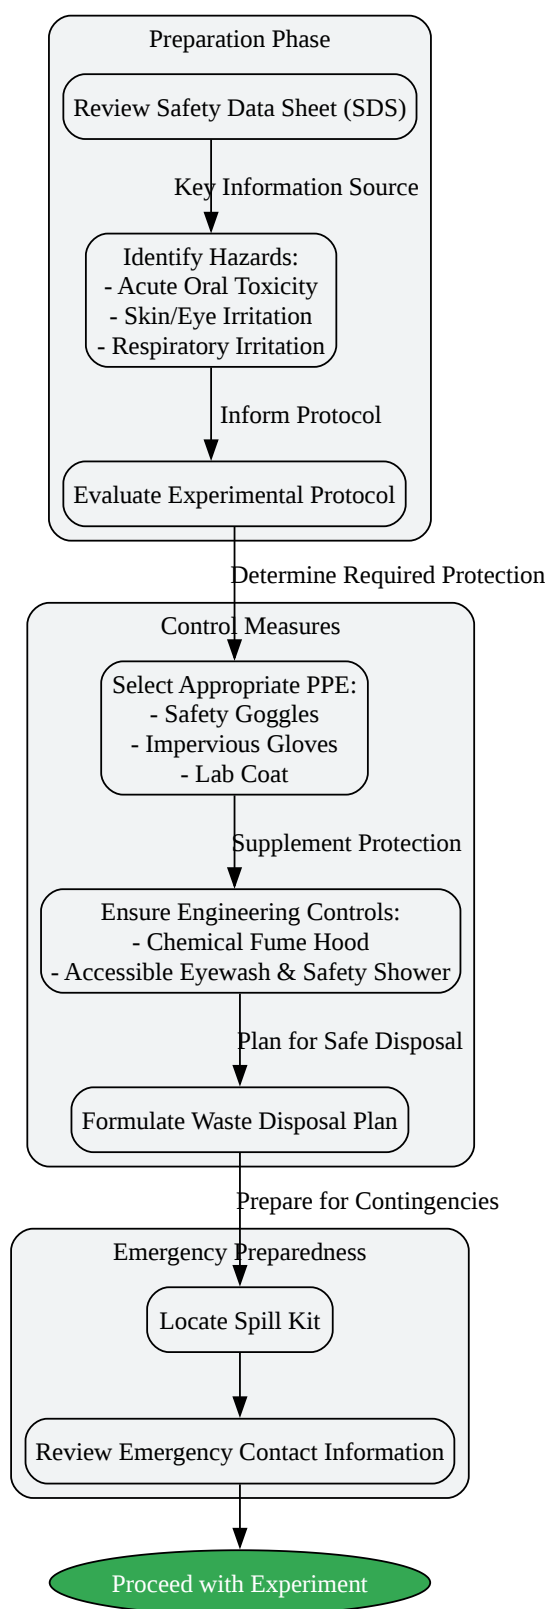 Preparation Phase
Review Safety Data Sheet (SDS)
Key Information Source
Identify Hazards:
- Acute Oral Toxicity
- Skin/Eye Irritation
- Respiratory Irritation
Inform Protocol
Evaluate Experimental Protocol
Determine Required Protection
Control Measures
Select Appropriate PPE:
- Safety Goggles
- Impervious Gloves
- Lab Coat
Supplement Protection
Ensure Engineering Controls:
- Chemical Fume Hood
- Accessible Eyewash & Safety Shower
Plan for Safe Disposal
Formulate Waste Disposal Plan
Prepare for Contingencies
Emergency Preparedness
Locate Spill Kit
Review Emergency Contact Information
Proceed with Experiment